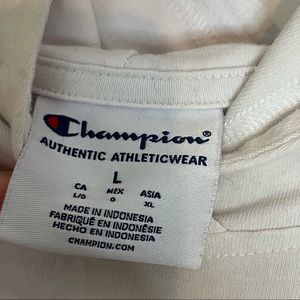 Champion®
AUTHENTIC ATHLETICWEAR
L
CA MEX ASIA
L/G G XL
MADE IN INDONESIA
FABRIQUÉ EN INDONÉSIE
HECHO EN INDONESIA
CHAMPION.COM